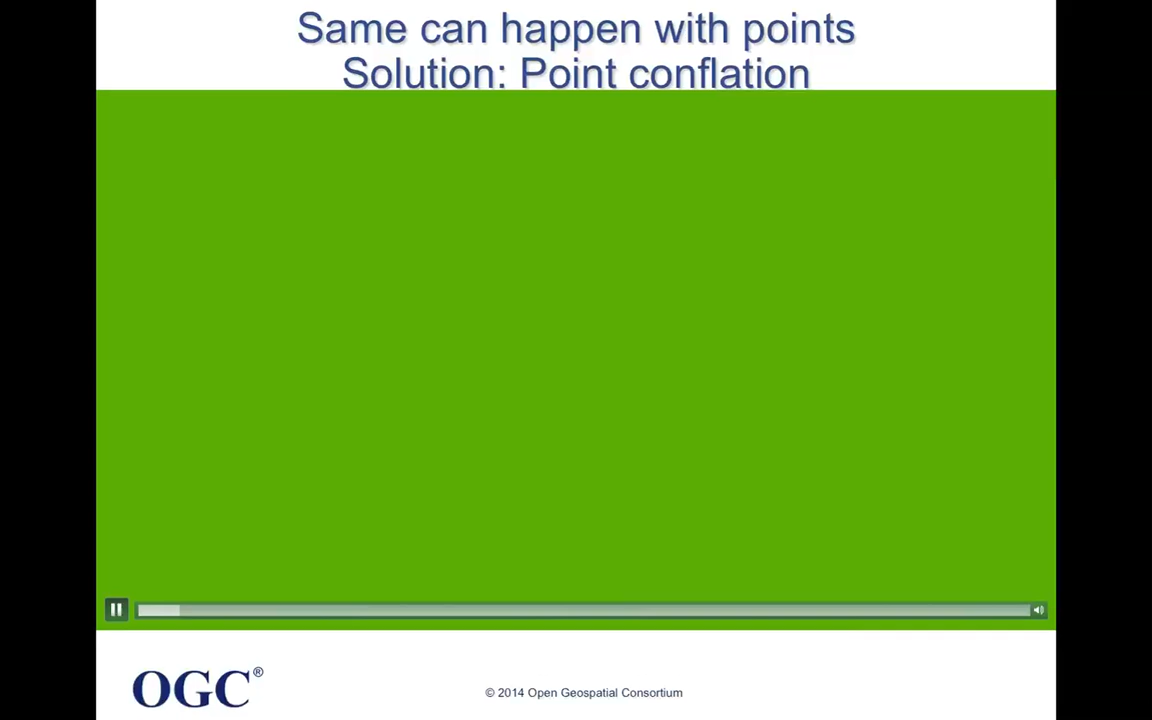 Same can happen with points
Solution: Point conflation
OGC®
© 2014 Open Geospatial Consortium